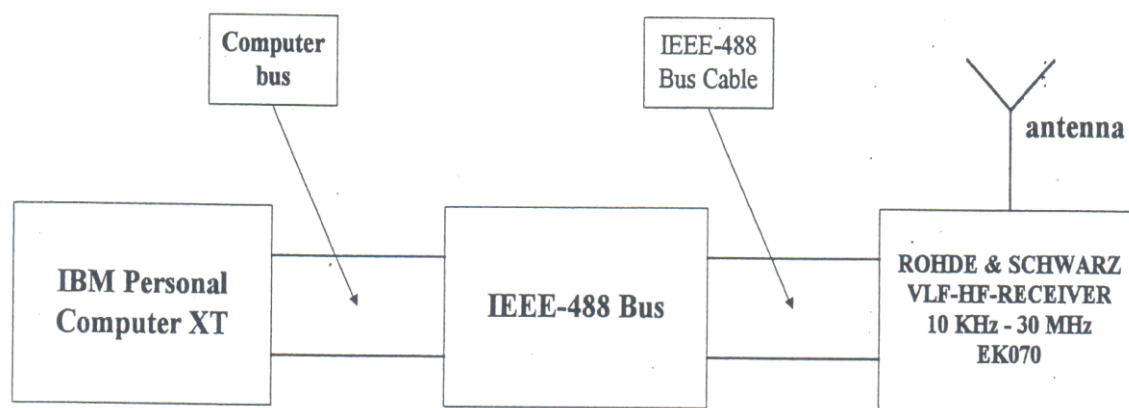 Computer
bus
IEEE-488
Bus Cable
antenna
IBM Personal
Computer XT
IEEE-488 Bus
ROHDE & SCHWARZ
VLF-HF-RECEIVER
10 KHz - 30 MHz
EK070